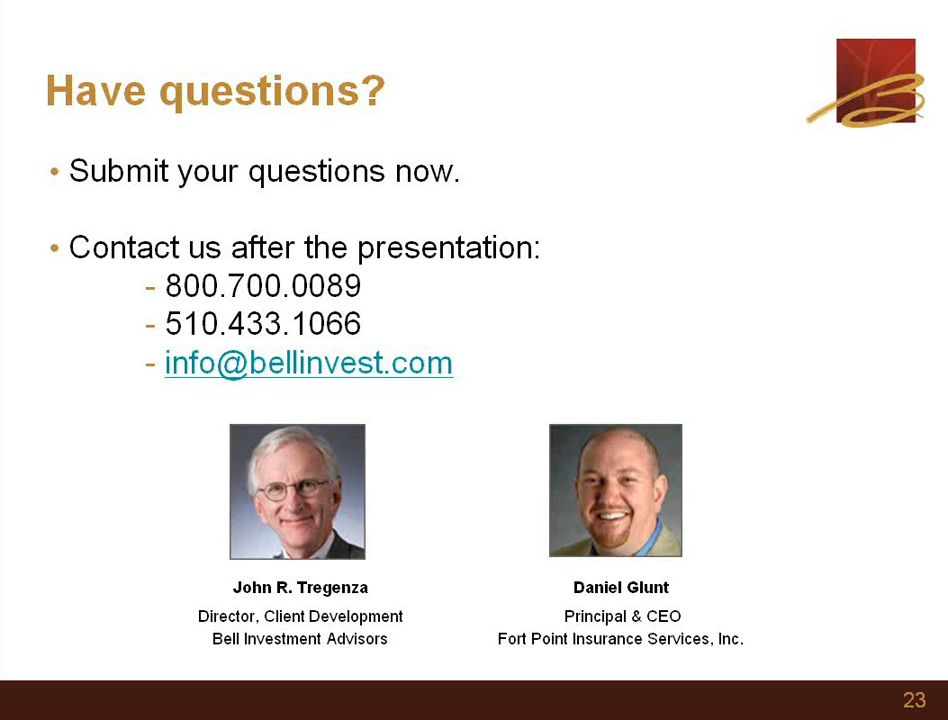 Have questions?
• Submit your questions now.
• Contact us after the presentation:
- 800.700.0089
- 510.433.1066
- info@bellinvest.com
John R. Tregenza
Director, Client Development
Bell Investment Advisors
Daniel Glunt
Principal & CEO
Fort Point Insurance Services, Inc.
23